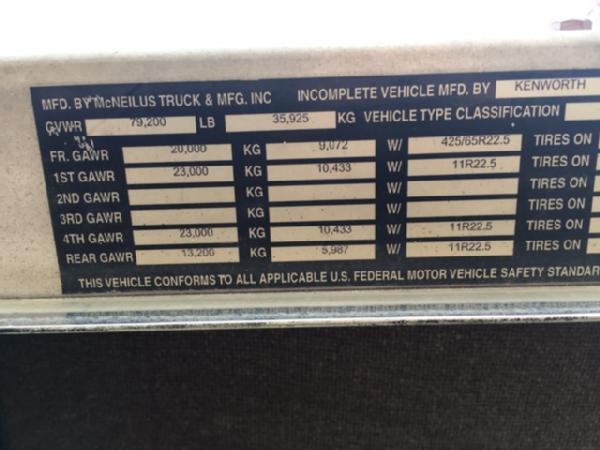 MFD. BY McNEILUS TRUCK & MFG. INC INCOMPLETE VEHICLE MFD. BY KENWORTH
GVWR 79,200 LB 35,925 KG VEHICLE TYPE CLASSIFICATION
FR. GAWR 20,000 KG 9,072 W/ 425/65R22.5 TIRES ON
1ST GAWR 23,000 KG 10,433 W/ 11R22.5 TIRES ON
2ND GAWR KG W/ TIRES ON
3RD GAWR KG W/ TIRES ON
4TH GAWR 23,000 KG 10,433 W/ 11R22.5 TIRES ON
REAR GAWR 13,200 KG 5,987 W/ 11R22.5 TIRES ON
THIS VEHICLE CONFORMS TO ALL APPLICABLE U.S. FEDERAL MOTOR VEHICLE SAFETY STANDAR